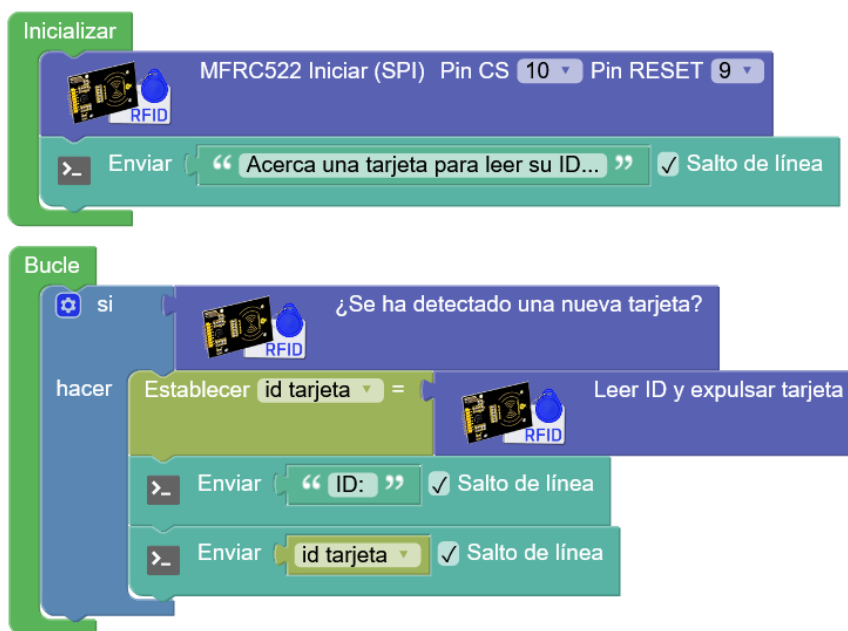 Inicializar
MFRC522 Iniciar (SPI) Pin CS 10 Pin RESET 9
RFID
>_ Enviar “ Acerca una tarjeta para leer su ID... ” ✓ Salto de línea
Bucle
si ¿Se ha detectado una nueva tarjeta?
RFID
hacer Establecer id tarjeta = Leer ID y expulsar tarjeta
RFID
>_ Enviar “ ID: ” ✓ Salto de línea
>_ Enviar id tarjeta ✓ Salto de línea